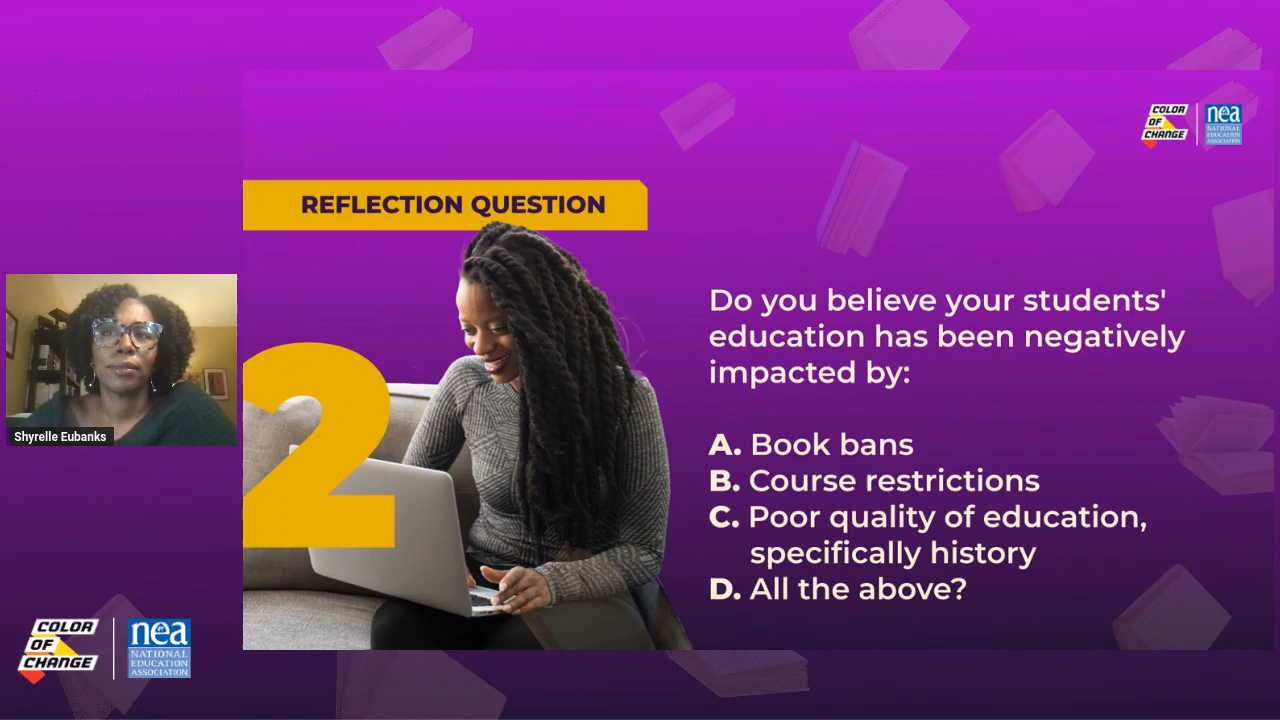 COLOR
OF
CHANGE
nea
NATIONAL
EDUCATION
ASSOCIATION
REFLECTION QUESTION
2
Do you believe your students'
education has been negatively
impacted by:
A. Book bans
B. Course restrictions
C. Poor quality of education,
specifically history
D. All the above?
Shyrelle Eubanks
COLOR
OF
CHANGE
nea
NATIONAL
EDUCATION
ASSOCIATION